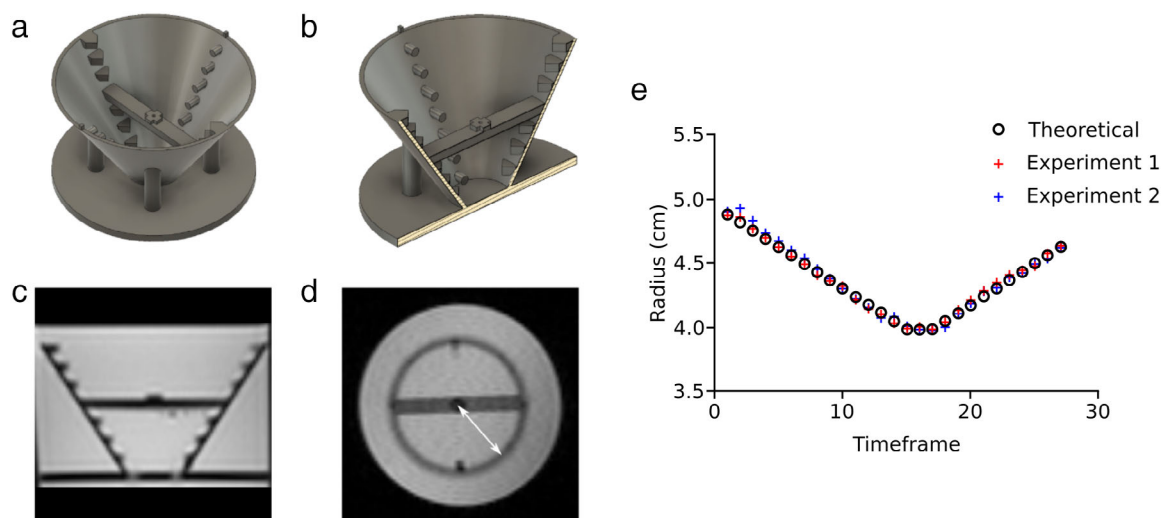 a
b
c
d
e
Theoretical
Experiment 1
Experiment 2
5.5
5.0
4.5
4.0
3.5
Radius (cm)
0
10
20
30
Timeframe